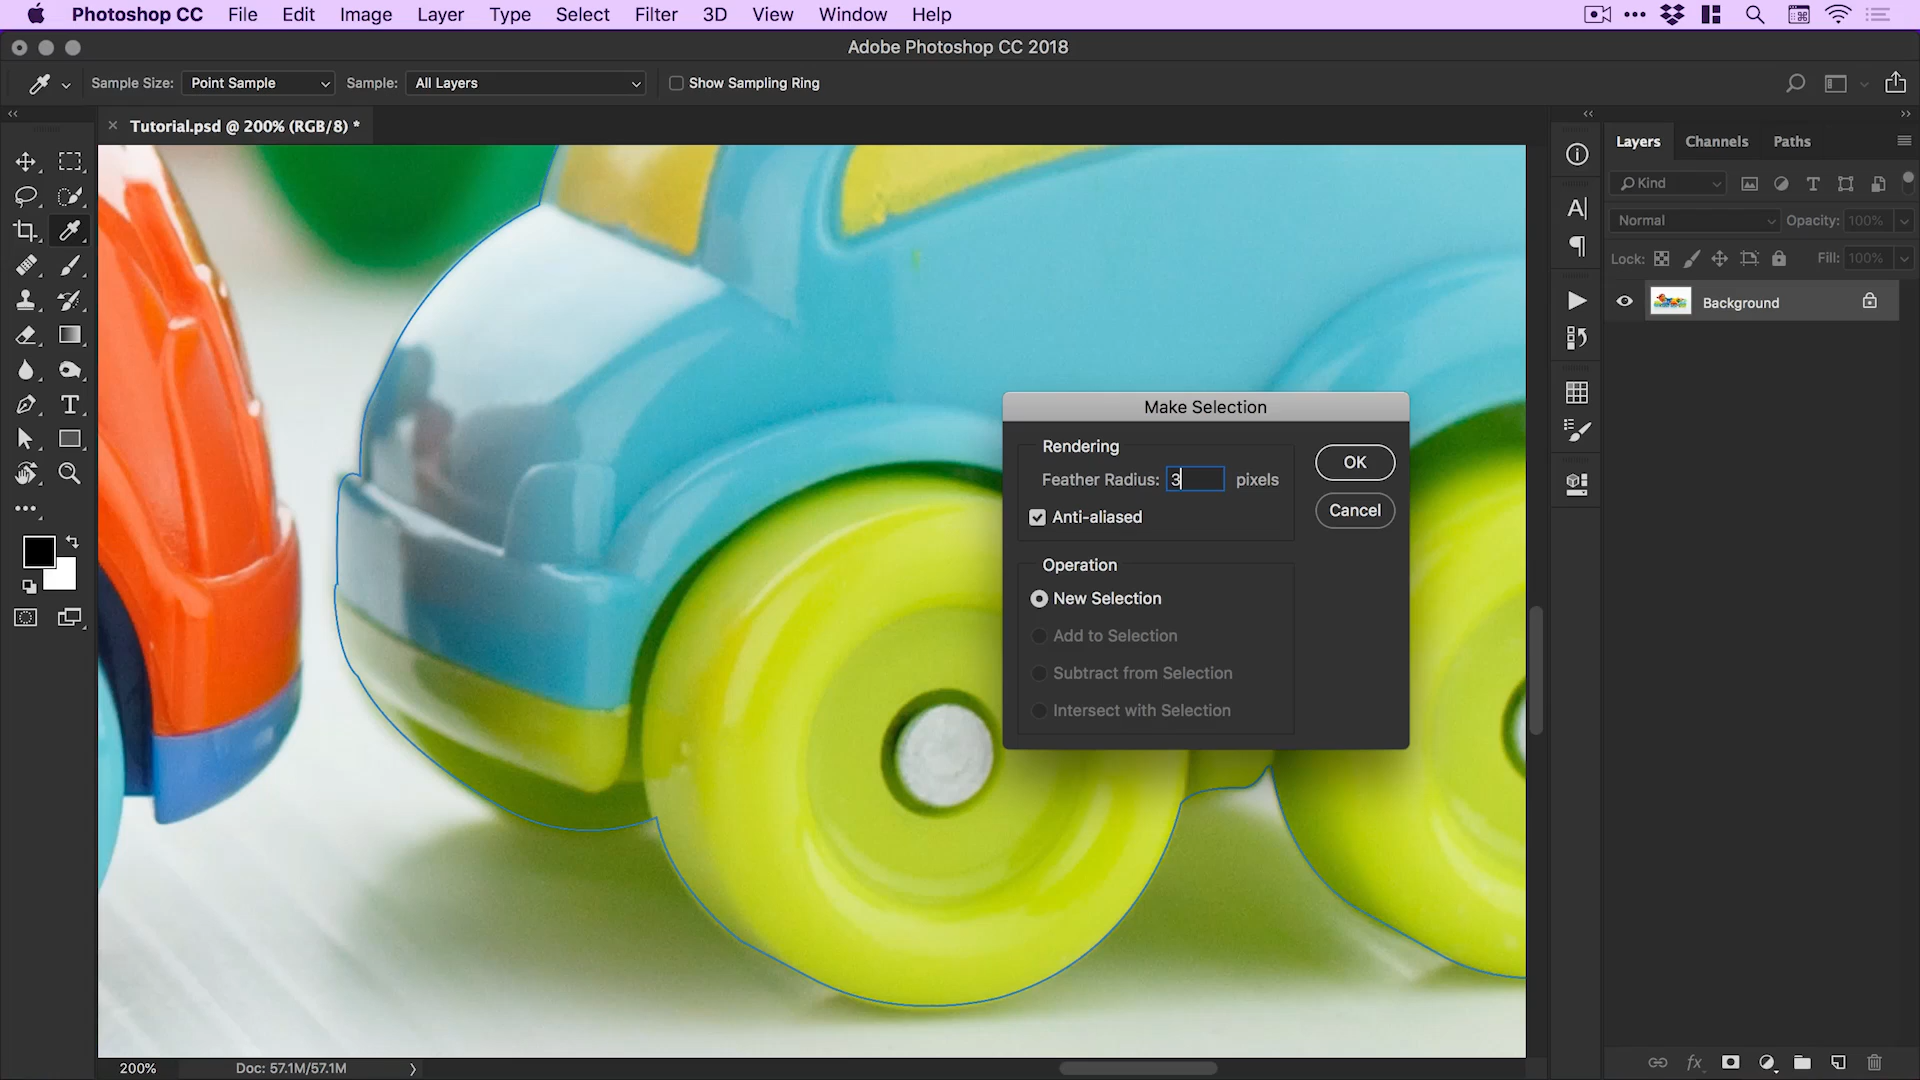 Photoshop CC File Edit Image Layer Type Select Filter 3D View Window Help
Adobe Photoshop CC 2018
Sample Size: Point Sample Sample: All Layers Show Sampling Ring
Tutorial.psd @ 200% (RGB/8) *
Layers Channels Paths
Kind
Normal Opacity: 100%
Lock: Fill: 100%
Background
Make Selection
Rendering
Feather Radius: 3 pixels
Anti-aliased
OK
Cancel
Operation
New Selection
Add to Selection
Subtract from Selection
Intersect with Selection
200% Doc: 57.1M/57.1M